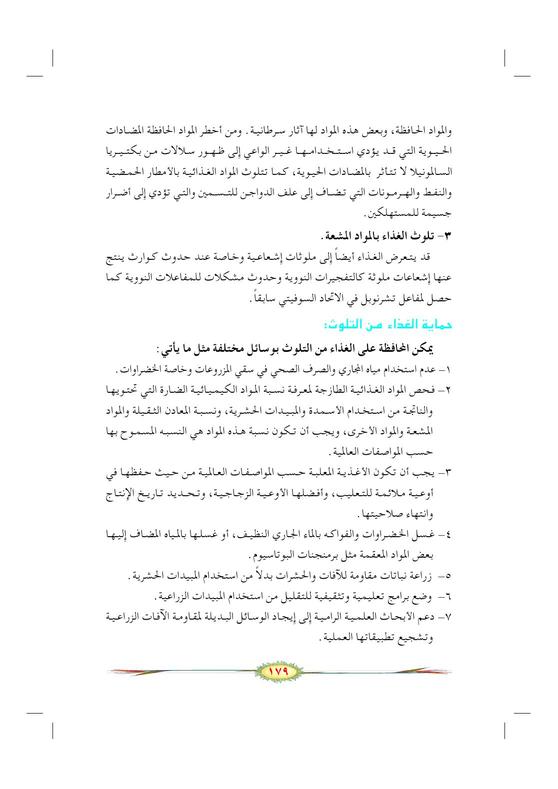 والمواد الحافظة، وبعض هذه المواد لها آثار سرطانية. ومن أخطر المواد الحافظة المضادات
الحيوية التي قد يؤدي استخدامها غير الواعي إلى ظهور سلالات من بكتيريا
السالمونيلا لا تتأثر بالمضادات الحيوية، كما تتلوث المواد الغذائية بالأمطار الحمضية
والنفط والهرمونات التي تضاف إلى علف الدواجن للتسمين والتي تؤدي إلى أضرار
جسيمة للمستهلكين.
٣- تلوث الغذاء بالمواد المشعة.
قد يتعرض الغذاء أيضاً إلى ملوثات إشعاعية وخاصة عند حدوث كوارث ينتج
عنها إشعاعات ملوثة كالتفجيرات النووية وحدوث مشكلات للمفاعلات النووية كما
حصل لمفاعل تشرنوبل في الاتحاد السوفيتي سابقاً.
حماية الغذاء من التلوث:
يمكن المحافظة على الغذاء من التلوث بوسائل مختلفة مثل ما يأتي:
١- عدم استخدام مياه المجاري والصرف الصحي في سقي المزروعات وخاصة الخضراوات.
٢- فحص المواد الغذائية الطازجة لمعرفة نسبة المواد الكيميائية الضارة التي تحتويها
والناتجة من استخدام الأسمدة والمبيدات الحشرية، ونسبة المعادن الثقيلة والمواد
المشعة والمواد الأخرى، ويجب أن تكون نسبة هذه المواد هي النسبه المسموح بها
حسب المواصفات العالمية.
٣- يجب أن تكون الأغذية المعلبة حسب المواصفات العالمية من حيث حفظها في
أوعية ملائمة للتعليب، وأفضلها الأوعية الزجاجية، وتحديد تاريخ الإنتاج
وانتهاء صلاحيتها.
٤- غسل الخضراوات والفواكه بالماء الجاري النظيف، أو غسلها بالمياه المضاف إليها
بعض المواد المعقمة مثل برمنجنات البوتاسيوم.
٥- زراعة نباتات مقاومة للآفات والحشرات بدلاً من استخدام المبيدات الحشرية.
٦- وضع برامج تعليمية وتثقيفية للتقليل من استخدام المبيدات الزراعية.
٧- دعم الأبحاث العلمية الرامية إلى إيجاد الوسائل البديلة لمقاومة الآفات الزراعية
وتشجيع تطبيقاتها العملية.
١٧٩